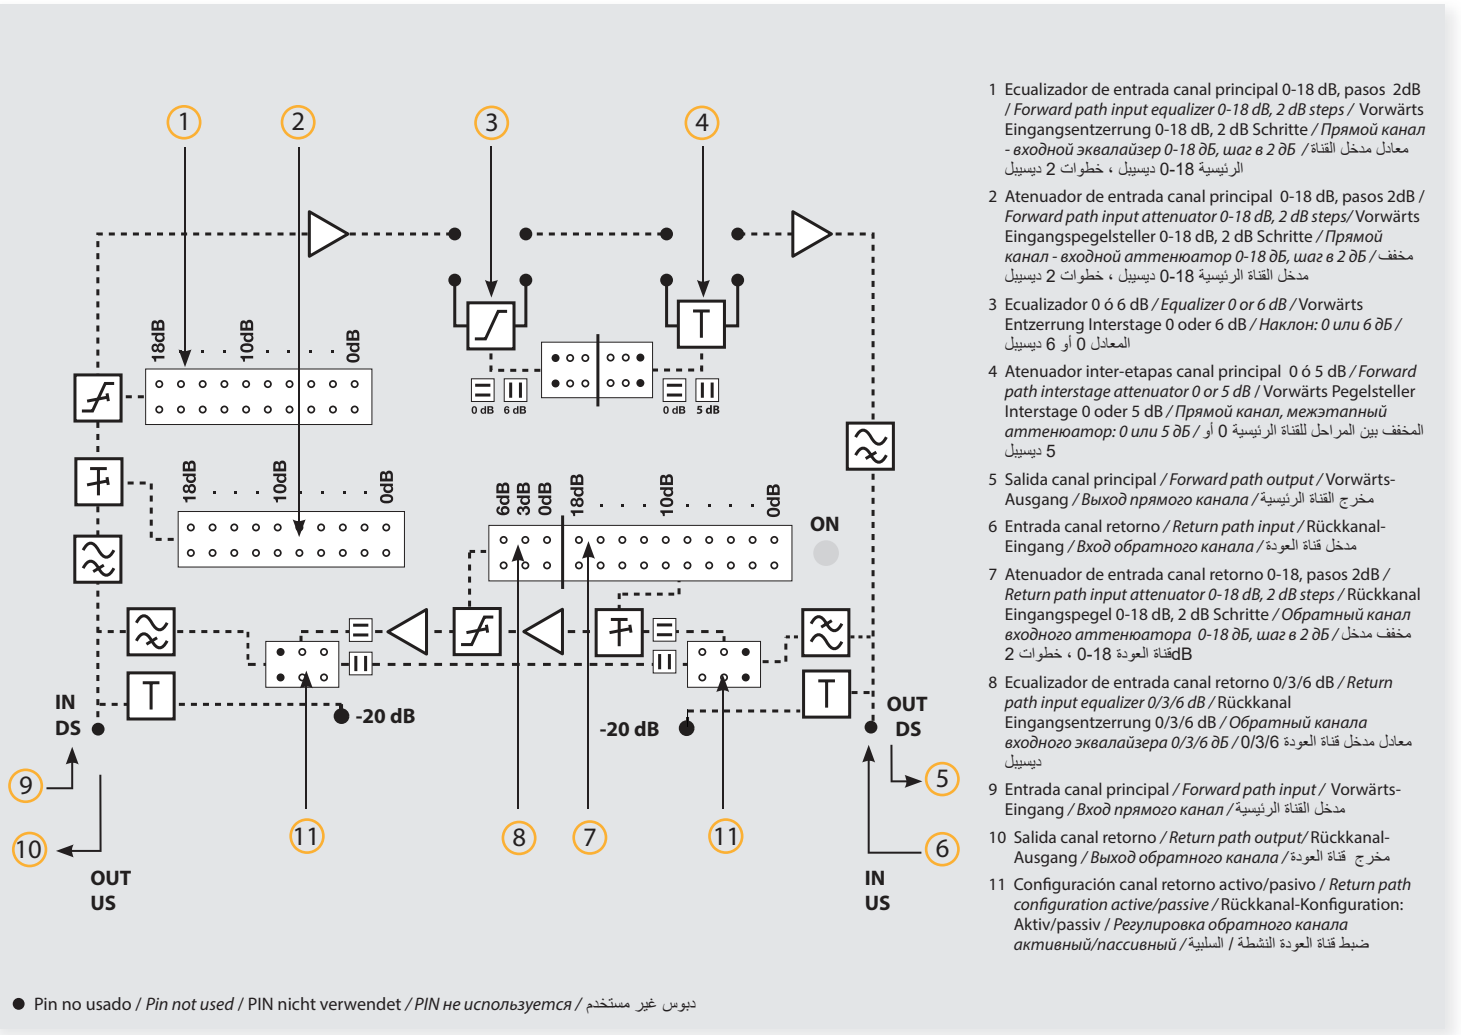 1
2
3
4
18dB . . . 10dB . . . . 0dB
18dB . . . 10dB . . . . 0dB
0 dB
6 dB
0 dB
5 dB
6dB
3dB
0dB
18dB . . . 10dB . . . . 0dB
ON
T
T
T
T
IN
DS
-20 dB
-20 dB
OUT
DS
9
10
11
8
7
11
5
6
OUT
US
IN
US
1 Ecualizador de entrada canal principal 0-18 dB, pasos 2dB
/ Forward path input equalizer 0-18 dB, 2 dB steps / Vorwärts
Eingangsentzerrung 0-18 dB, 2 dB Schritte / Прямой канал
- входной эквалайзер 0-18 дБ, шаг в 2 дБ / معادل مدخل القناة
الرئيسية 18-0 ديسيبل ، خطوات 2 ديسيبل
2 Atenuador de entrada canal principal 0-18 dB, pasos 2dB /
Forward path input attenuator 0-18 dB, 2 dB steps/ Vorwärts
Eingangspegelsteller 0-18 dB, 2 dB Schritte / Прямой
канал - входной аттенюатор 0-18 дБ, шаг в 2 дБ / مخفف
مدخل القناة الرئيسية 18-0 ديسيبل ، خطوات 2 ديسيبل
3 Ecualizador 0 ó 6 dB / Equalizer 0 or 6 dB / Vorwärts
Entzerrung Interstage 0 oder 6 dB / Наклон: 0 или 6 дБ /
المعادل 0 أو 6 ديسيبل
4 Atenuador inter-etapas canal principal 0 ó 5 dB / Forward
path interstage attenuator 0 or 5 dB / Vorwärts Pegelsteller
Interstage 0 oder 5 dB / Прямой канал, межэтапный
аттенюатор: 0 или 5 дБ / المخفف بين المراحل للقناة الرئيسية 0 أو
5 ديسيبل
5 Salida canal principal / Forward path output / Vorwärts-
Ausgang / Выход прямого канала / مخرج القناة الرئيسية
6 Entrada canal retorno / Return path input / Rückkanal-
Eingang / Вход обратного канала / مدخل قناة العودة
7 Atenuador de entrada canal retorno 0-18, pasos 2dB /
Return path input attenuator 0-18 dB, 2 dB steps / Rückkanal
Eingangspegel 0-18 dB, 2 dB Schritte / Обратный канал
входного аттенюатора 0-18 дБ, шаг в 2 дБ / مخفف مدخل
قناة العودة 18-0 ، خطوات 2 dB
8 Ecualizador de entrada canal retorno 0/3/6 dB / Return
path input equalizer 0/3/6 dB / Rückkanal
Eingangsentzerrung 0/3/6 dB / Обратный канала
входного эквалайзера 0/3/6 дБ / معادل مدخل قناة العودة 0/3/6
ديسيبل
9 Entrada canal principal / Forward path input / Vorwärts-
Eingang / Вход прямого канал / مدخل القناة الرئيسية
10 Salida canal retorno / Return path output/ Rückkanal-
Ausgang / Выход обратного канала / مخرج قناة العودة
11 Configuración canal retorno activo/pasivo / Return path
configuration active/passive / Rückkanal-Konfiguration:
Aktiv/passiv / Регулировка обратного канала
активный/пассивный / ضبط قناة العودة النشطة / السلبية
● Pin no usado / Pin not used / PIN nicht verwendet / PIN не используется / دبوس غير مستخدم